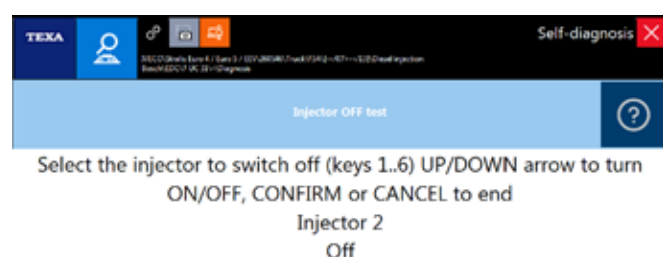 TEXA
Self-diagnosis
Injector OFF test
Select the injector to switch off (keys 1..6) UP/DOWN arrow to turn
ON/OFF, CONFIRM or CANCEL to end
Injector 2
Off